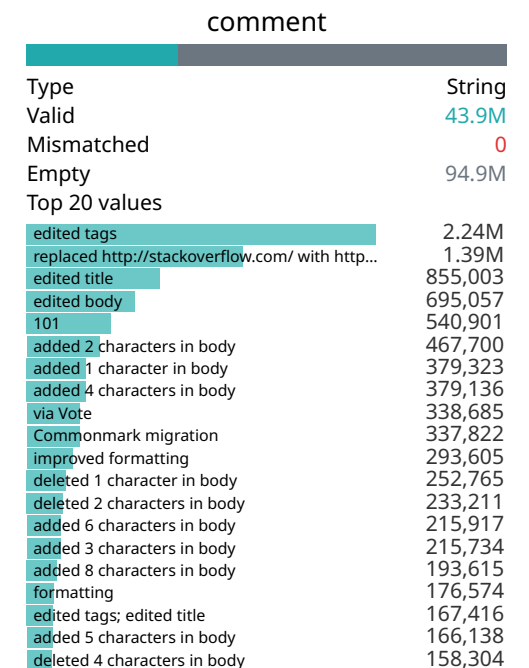 comment
Type String
Valid 43.9M
Mismatched 0
Empty 94.9M
Top 20 values
edited tags 2.24M
replaced http://stackoverflow.com/ with http... 1.39M
edited title 855,003
edited body 695,057
101 540,901
added 2 characters in body 467,700
added 1 character in body 379,323
added 4 characters in body 379,136
via Vote 338,685
Commonmark migration 337,822
improved formatting 293,605
deleted 1 character in body 252,765
deleted 2 characters in body 233,211
added 6 characters in body 215,917
added 3 characters in body 215,734
added 8 characters in body 193,615
formatting 176,574
edited tags; edited title 167,416
added 5 characters in body 166,138
deleted 4 characters in body 158,304